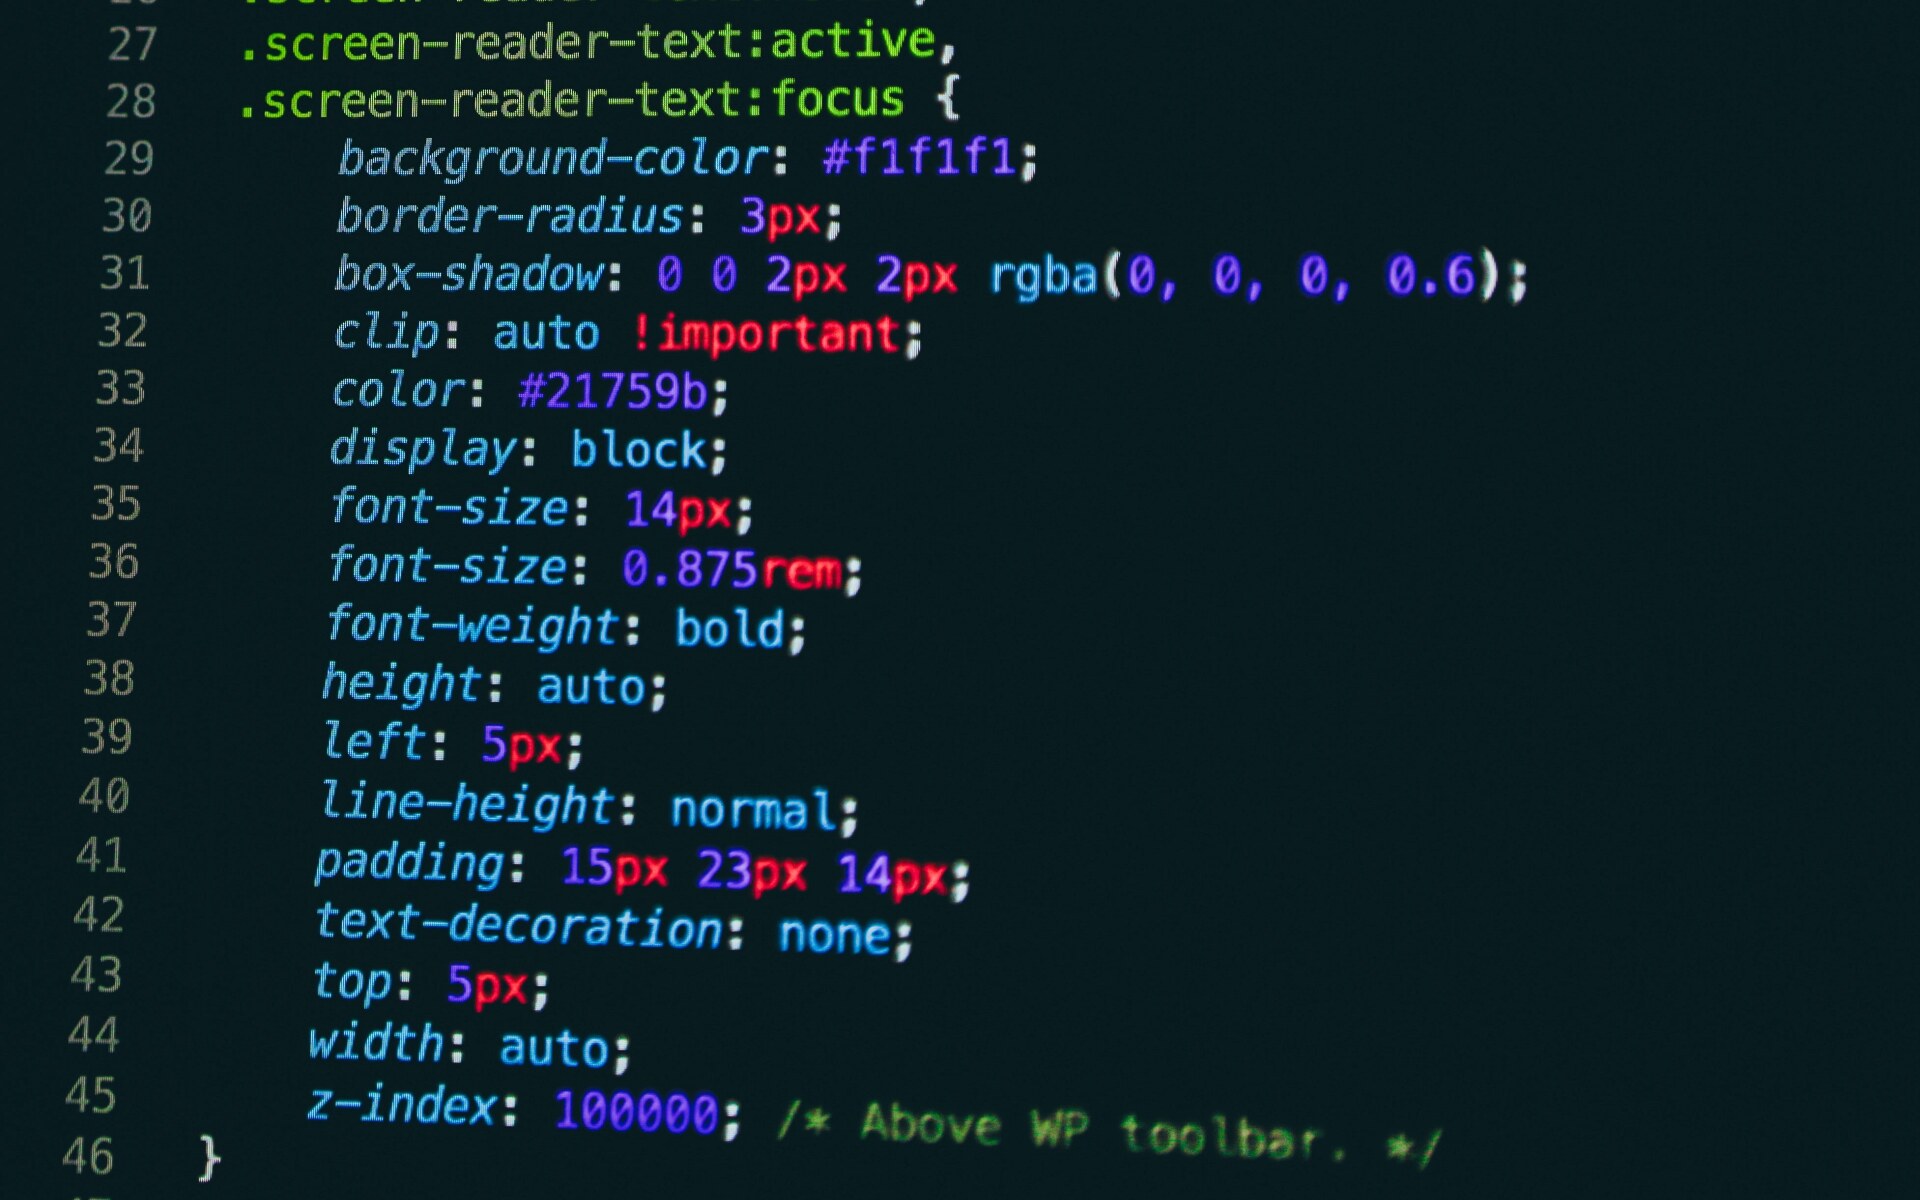 27 .screen-reader-text:active,
28 .screen-reader-text:focus {
29 background-color: #f1f1f1;
30 border-radius: 3px;
31 box-shadow: 0 0 2px 2px rgba(0, 0, 0, 0.6);
32 clip: auto !important;
33 color: #21759b;
34 display: block;
35 font-size: 14px;
36 font-size: 0.875rem;
37 font-weight: bold;
38 height: auto;
39 left: 5px;
40 line-height: normal;
41 padding: 15px 23px 14px;
42 text-decoration: none;
43 top: 5px;
44 width: auto;
45 z-index: 100000; /* Above WP toolbar. */
46 }